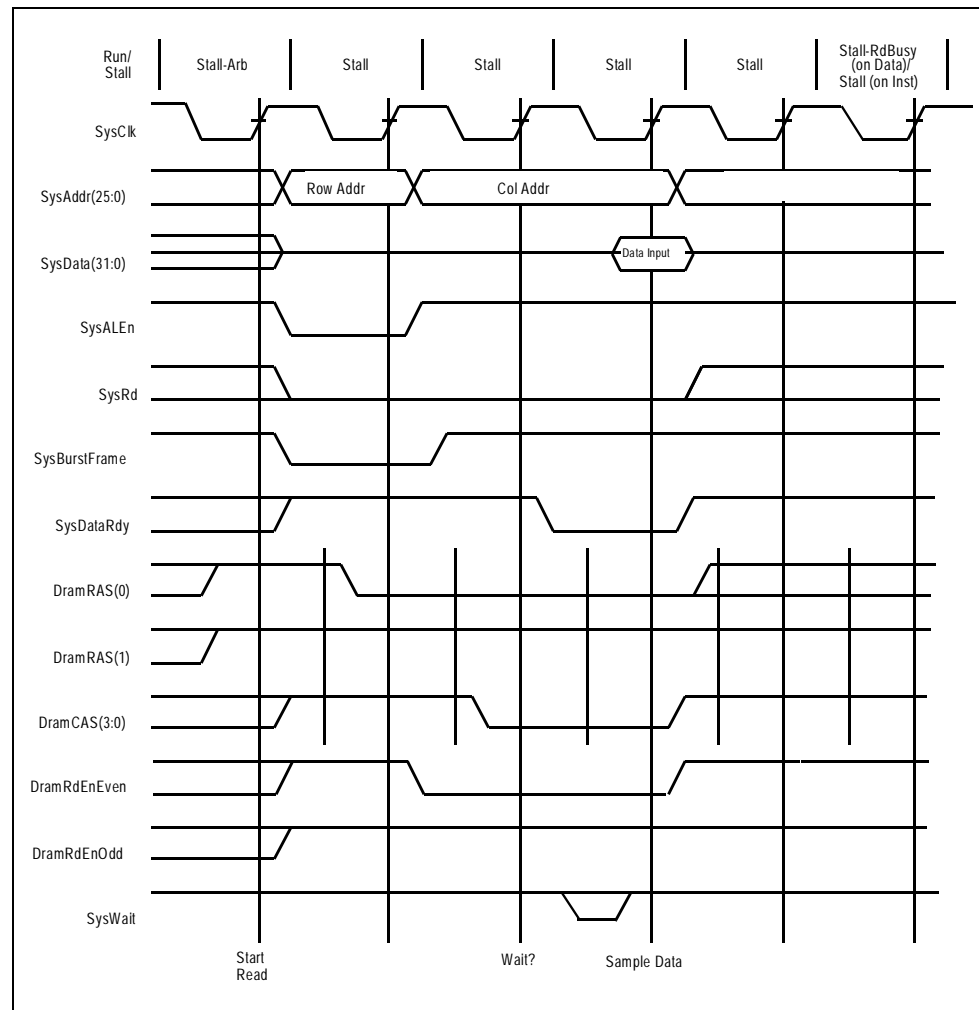 Run/
Stall
Stall-Arb
Stall
Stall
Stall
Stall
Stall-RdBusy
(on Data)/
Stall (on Inst)
SysClk
SysAddr(25:0)
Row Addr
Col Addr
SysData(31:0)
Data Input
SysALEn
SysRd
SysBurstFrame
SysDataRdy
DramRAS(0)
DramRAS(1)
DramCAS(3:0)
DramRdEnEven
DramRdEnOdd
SysWait
Start
Read
Wait?
Sample Data